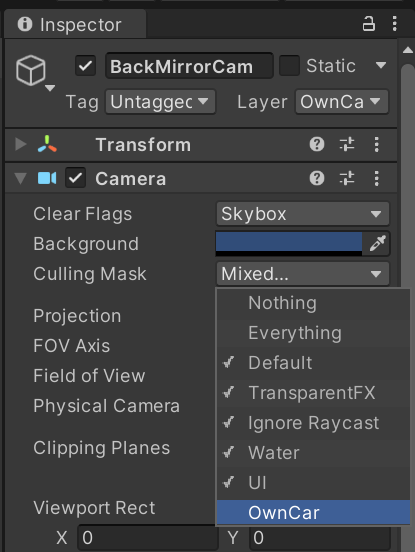 Inspector
BackMirrorCam Static
Tag Untagged Layer OwnCa
Transform
Camera
Clear Flags Skybox
Background
Culling Mask Mixed...
Nothing
Projection
Everything
FOV Axis
Default
Field of View
TransparentFX
Physical Camera
Ignore Raycast
Clipping Planes
Water
UI
Viewport Rect
OwnCar
X 0 Y 0